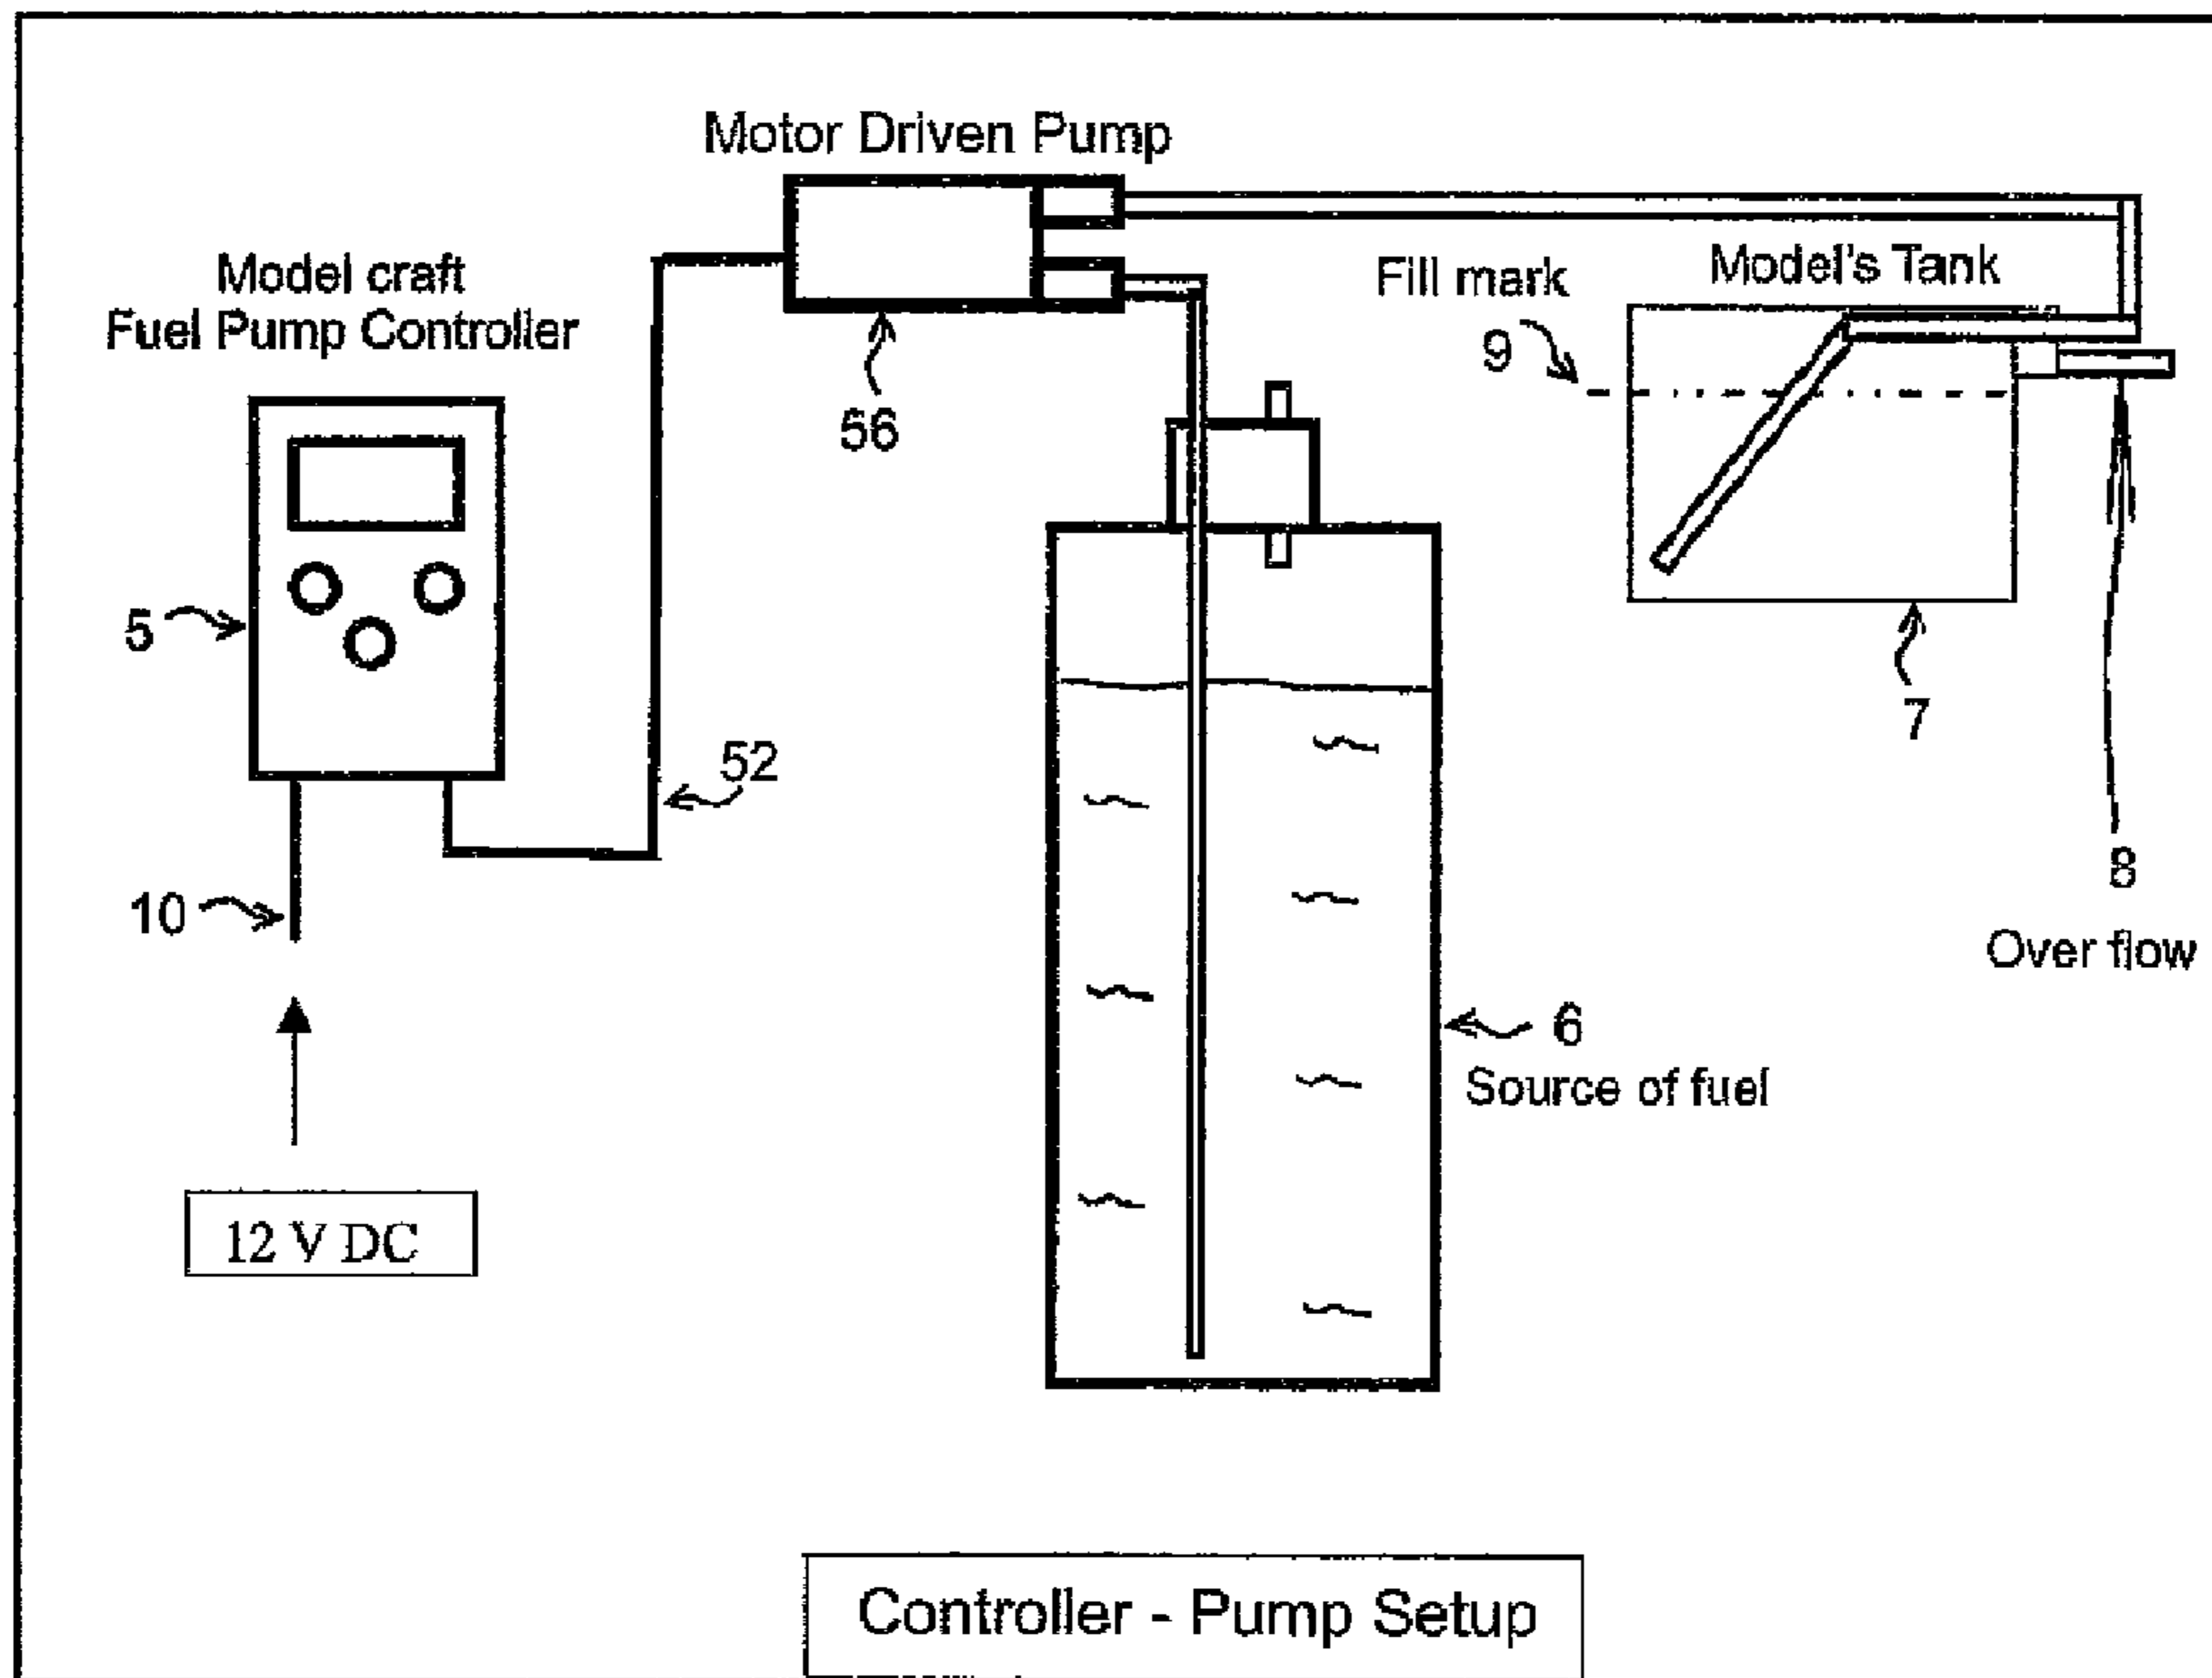 Motor Driven Pump
Model craft
Fuel Pump Controller
Fill mark
Model's Tank
9
56
5
52
7
10
8
Over flow
6
Source of fuel
12 V DC
Controller - Pump Setup